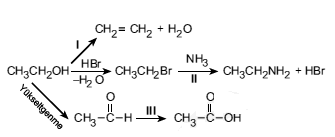 CH₂= CH₂ + H₂O
I
CH₃CH₂OH HBr –H₂O CH₃CH₂Br NH₃ II CH₃CH₂NH₂ + HBr
Yükseltgenme
O O
CH₃–C–H III CH₃–C–OH